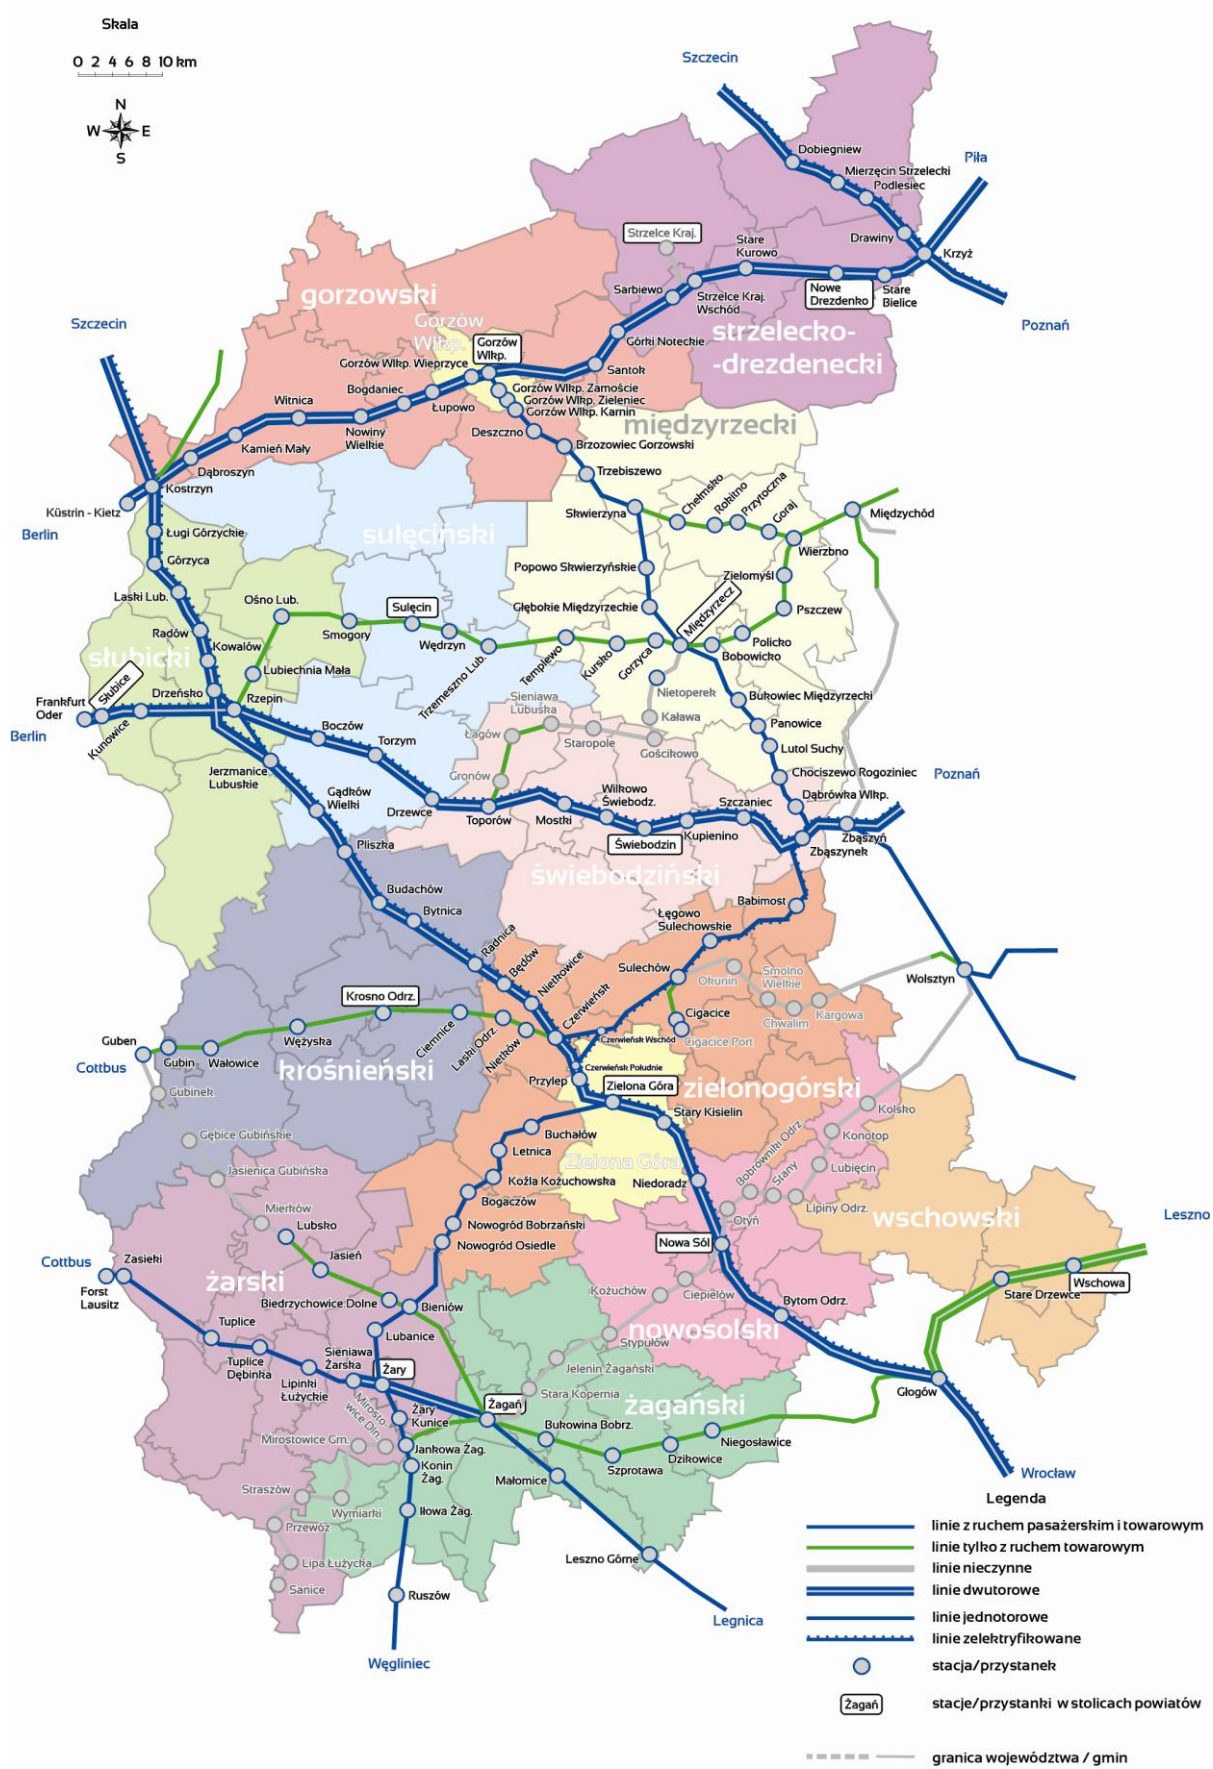 Skala
0 2 4 6 8 10 km
N
W E
S
Szczecin
Dobiegniew
Mierzęcin Strzelecki
Podlesiec
Piła
Drawiny
Krzyż
Strzelce Kraj.
Stare
Kurowo
Sarbiewo
Strzelce Kraj.
Wschód
Nowe
Drezdenko
Stare
Bielice
Poznań
gorzowski
strzelecko-
-drezdenecki
Szczecin
Gorzów
Wlkp.
Gorzów
Wlkp.
Górki Noteckie
Gorzów Wlkp. Wieprzyce
Santok
Bogdaniec
Gorzów Wlkp. Zamoście
Gorzów Wlkp. Zieleniec
Gorzów Wlkp. Karnin
Witnica
Łupowo
Nowiny
Wielkie
Kamień Mały
Deszczno
Brzozowiec Gorzowski
międzyrzecki
Dąbroszyn
Trzebiszewo
Kostrzyn
Küstrin - Kietz
Berlin
Skwierzyna
Chełmsko
Rokitno
Przytoczna
Goraj
Międzychód
Wierzbno
Ługi Górzyckie
sulęciński
Górzyca
Popowo Skwierzyńskie
Zielomyśl
Laski Lub.
Ośno Lub.
Sulęcin
Głębokie Międzyrzeckie
Międzyrzecz
Pszczew
Radów
Smogory
Wędrzyn
Policko
Bobowicko
Kowalów
słubicki
Trzemeszno Lub.
Templewo
Kursko
Gorzyca
Lubiechnia Mała
Drzeńsko
Rzepin
Nietoperek
Bukowiec Międzyrzecki
Frankfurt
Oder
Słubice
Kunowice
Berlin
Sieniawa
Lubuska
Kaława
Panowice
Boczów
Torzym
Łagów
Staropole
Gościkowo
Lutol Suchy
Jerzmanice
Lubuskie
Gronów
Chociszewo Rogoziniec
Poznań
Gądków
Wielki
Drzewce
Toporów
Mostki
Wilkowo
Świebodz.
Szczaniec
Dąbrówka Wlkp.
Świebodzin
Kupienino
Zbąszyń
Zbąszynek
Pliszka
świebodziński
Budachów
Bytnica
Babimost
Łęgowo
Sulechowskie
Radnica
Będów
Nietkowice
Sulechów
Okunin
Smolno
Wielkie
Wolsztyn
Krosno Odrz.
Czerwieńsk
Cigacice
Chwalim
Kargowa
Guben
Gubin
Wałowice
Wężyska
Ciemnice
Laski Odrz.
Nietków
Czerwieńsk Wschód
Cigacice Port
Cottbus
krośnieński
Czerwieńsk Południe
Przylep
Zielona Góra
zielonogórski
Gubinek
Stary Kisielin
Kolsko
Gębice Gubińskie
Buchałów
Konotop
Letnica
Zielona Góra
Bobrowniki Odrz.
Stany
Lubięcin
Jasienica Gubińska
Koźla Kożuchowska
Niedoradz
Bogaczów
Lipiny Odrz.
Mierków
Nowogród Bobrzański
Otyń
wschowski
Leszno
Lubsko
Nowogród Osiedle
Nowa Sól
Cottbus
Zasieki
Jasień
Forst
Lausitz
żarski
Kożuchów
Ciepielów
Stare Drzewce
Wschowa
Biedrzychowice Dolne
Bieniów
Bytom Odrz.
Tuplice
Lubanice
Stypułów
nowosolski
Tuplice
Dębinka
Sieniawa
Żarska
Żary
Jelenin Żagański
Lipinki
Łużyckie
Stara Kopernia
Głogów
Mirosto-
wice Dln.
Żary
Kunice
Żagań
żagański
Bukowina Bobrz.
Mirostowice Grn.
Jankowa Żag.
Niegosławice
Konin
Żag.
Małomice
Szprotawa
Dzikowice
Wrocław
Straszów
Wymiarki
Iłowa Żag.
Przewóz
Lipa Łużycka
Leszno Górne
Sanice
Ruszów
Legnica
Węgliniec
Legenda
linie z ruchem pasażerskim i towarowym
linie tylko z ruchem towarowym
linie nieczynne
linie dwutorowe
linie jednotorowe
linie zelektryfikowane
stacja/przystanek
Żagań
stacje/przystanki w stolicach powiatów
granica województwa / gmin